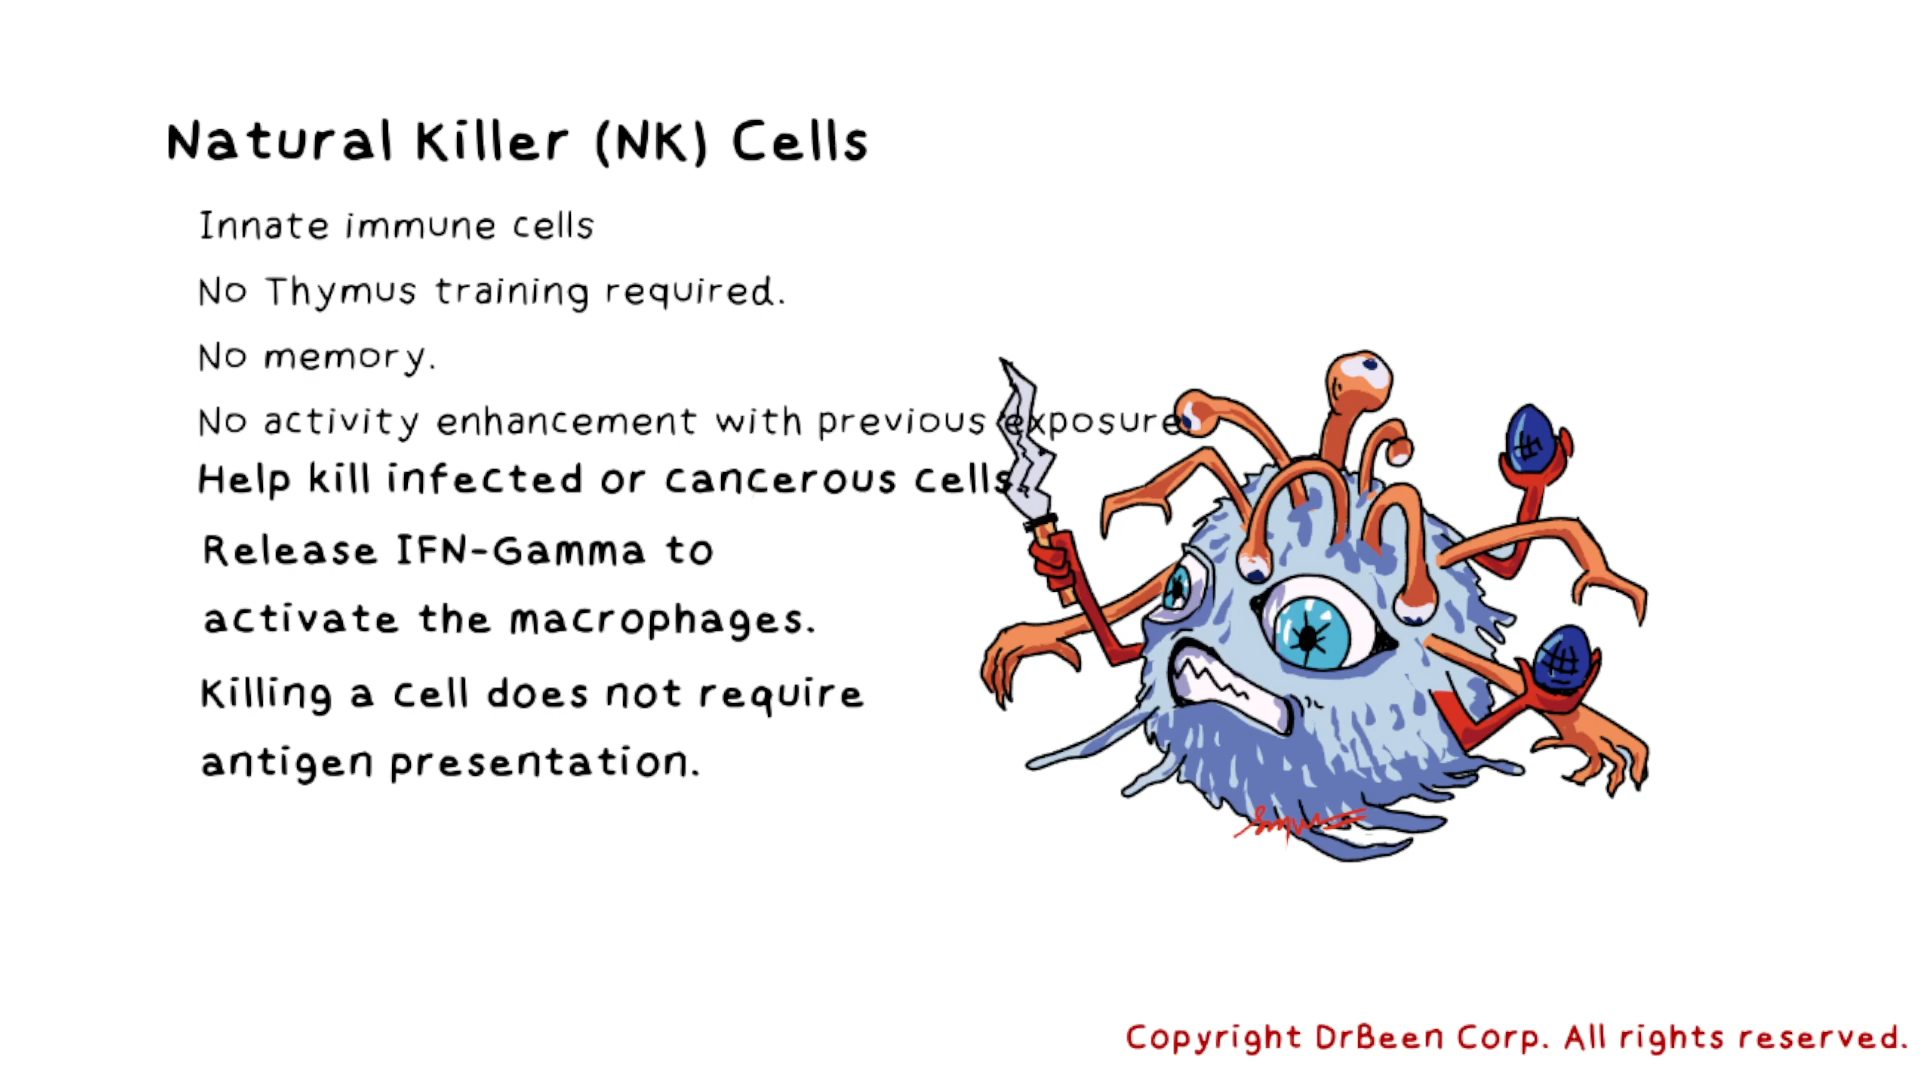 Natural Killer (NK) Cells
Innate immune cells
No Thymus training required.
No memory.
No activity enhancement with previous exposure.
Help kill infected or cancerous cells
Release IFN-Gamma to
activate the macrophages.
Killing a cell does not require
antigen presentation.
Copyright DrBeen Corp. All rights reserved.